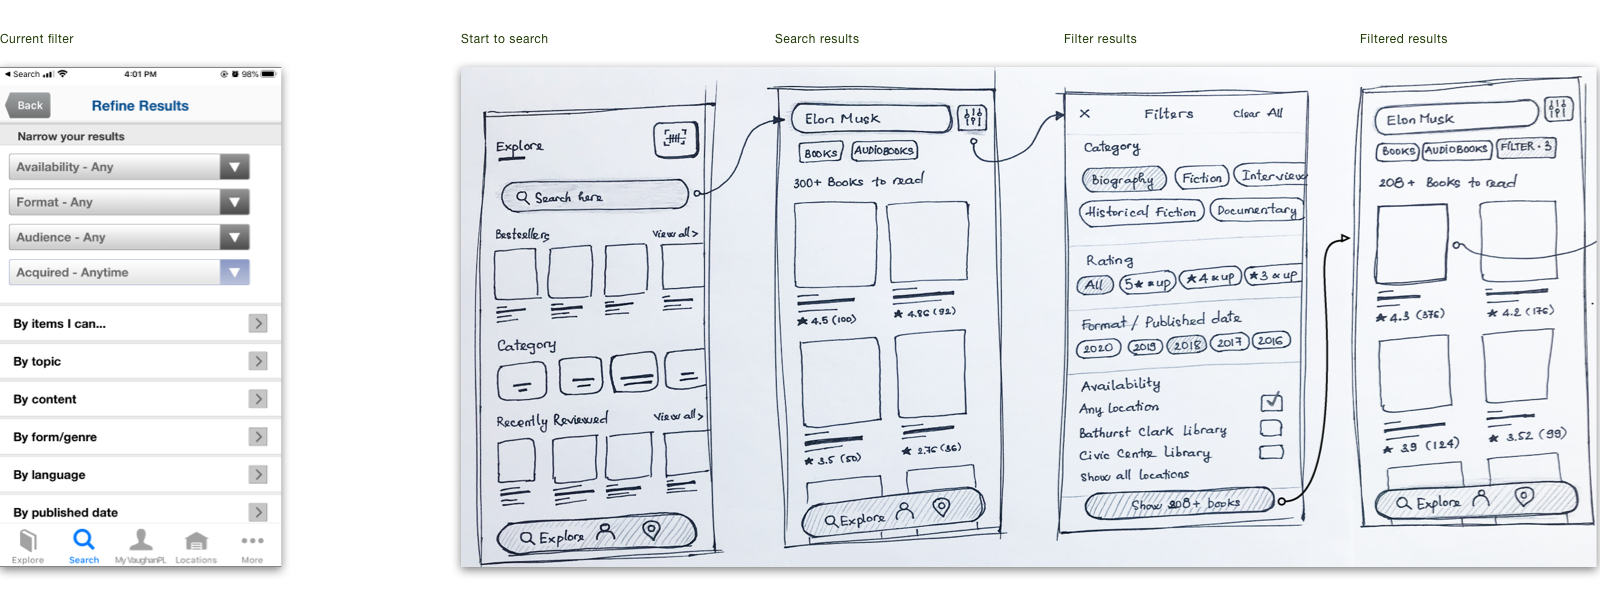 Current filter
Start to search
Search results
Filter results
Filtered results
Search
4:01 PM
98%
Back
Refine Results
Narrow your results
Availability - Any
Format - Any
Audience - Any
Acquired - Anytime
By items I can...
By topic
By content
By form/genre
By language
By published date
Explore
Search
My VaughanPL
Locations
More
Explore
Search here
Bestsellers
View all >
Category
Recently Reviewed
View all >
Explore
Elon Musk
BOOKS
AUDIOBOOKS
300+ Books to read
★ 4.5 (100)
★ 4.86 (92)
★ 3.5 (50)
★ 2.76 (36)
Explore
× Filters Clear All
Category
Biography
Fiction
Interview
Historical Fiction
Documentary
Rating
All
5★ & up
★ 4 & up
★ 3 & up
Format / Published date
2020
2019
2018
2017
2016
Availability
Any Location
Bathurst Clark Library
Civic Centre Library
Show all locations
Show 208+ books
Elon Musk
BOOKS
AUDIOBOOKS
FILTER · 3
208+ Books to read
★ 4.3 (376)
★ 4.2 (176)
★ 3.9 (124)
★ 3.52 (99)
Explore